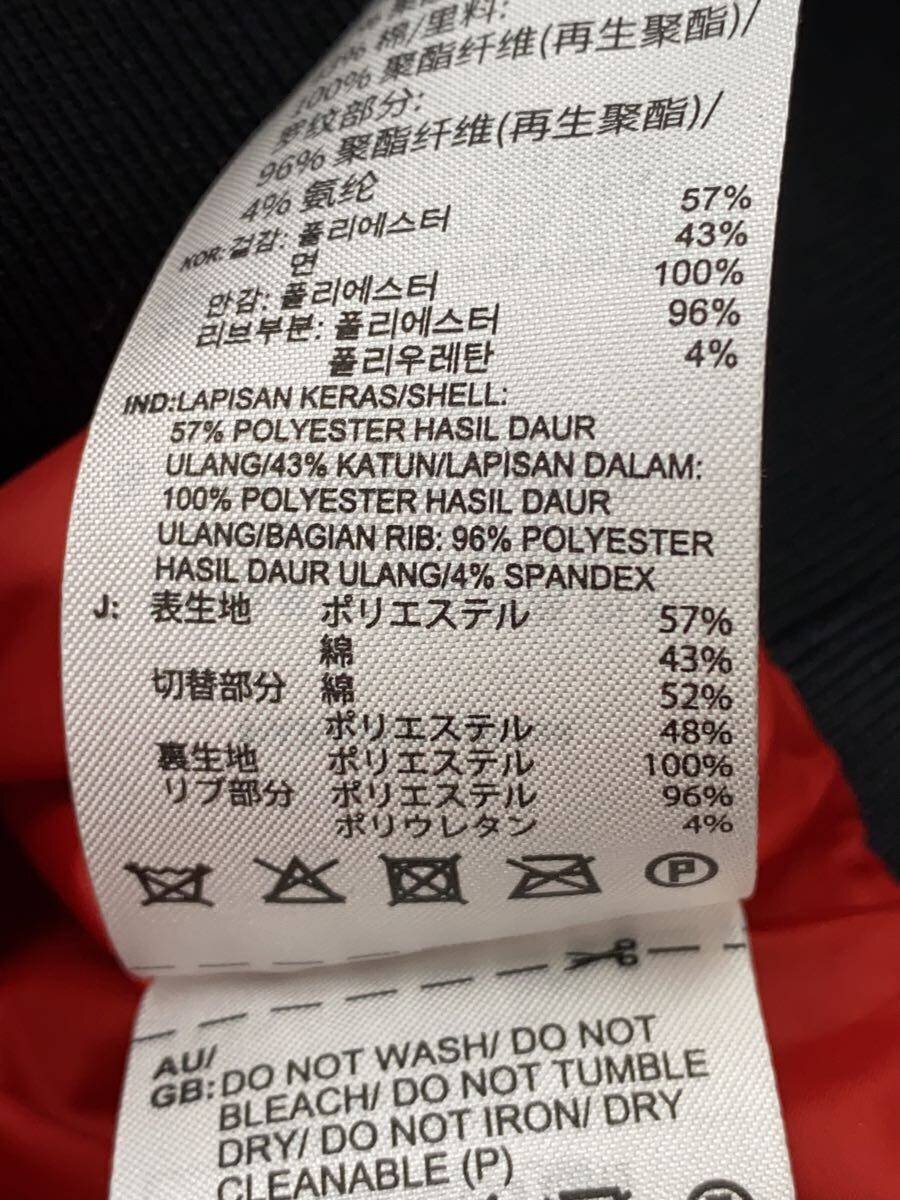 棉/里料:
100% 聚酯纤维(再生聚酯)/
罗纹部分:
96% 聚酯纤维(再生聚酯)/
4% 氨纶
KOR: 겉감: 폴리에스터 57%
면 43%
안감: 폴리에스터 100%
리브부분: 폴리에스터 96%
폴리우레탄 4%
IND:LAPISAN KERAS/SHELL:
57% POLYESTER HASIL DAUR
ULANG/43% KATUN/LAPISAN DALAM:
100% POLYESTER HASIL DAUR
ULANG/BAGIAN RIB: 96% POLYESTER
HASIL DAUR ULANG/4% SPANDEX
J: 表生地 ポリエステル 57%
綿 43%
切替部分 綿 52%
ポリエステル 48%
裏生地 ポリエステル 100%
リブ部分 ポリエステル 96%
ポリウレタン 4%
P
AU/
GB: DO NOT WASH/ DO NOT
BLEACH/ DO NOT TUMBLE
DRY/ DO NOT IRON/ DRY
CLEANABLE (P)